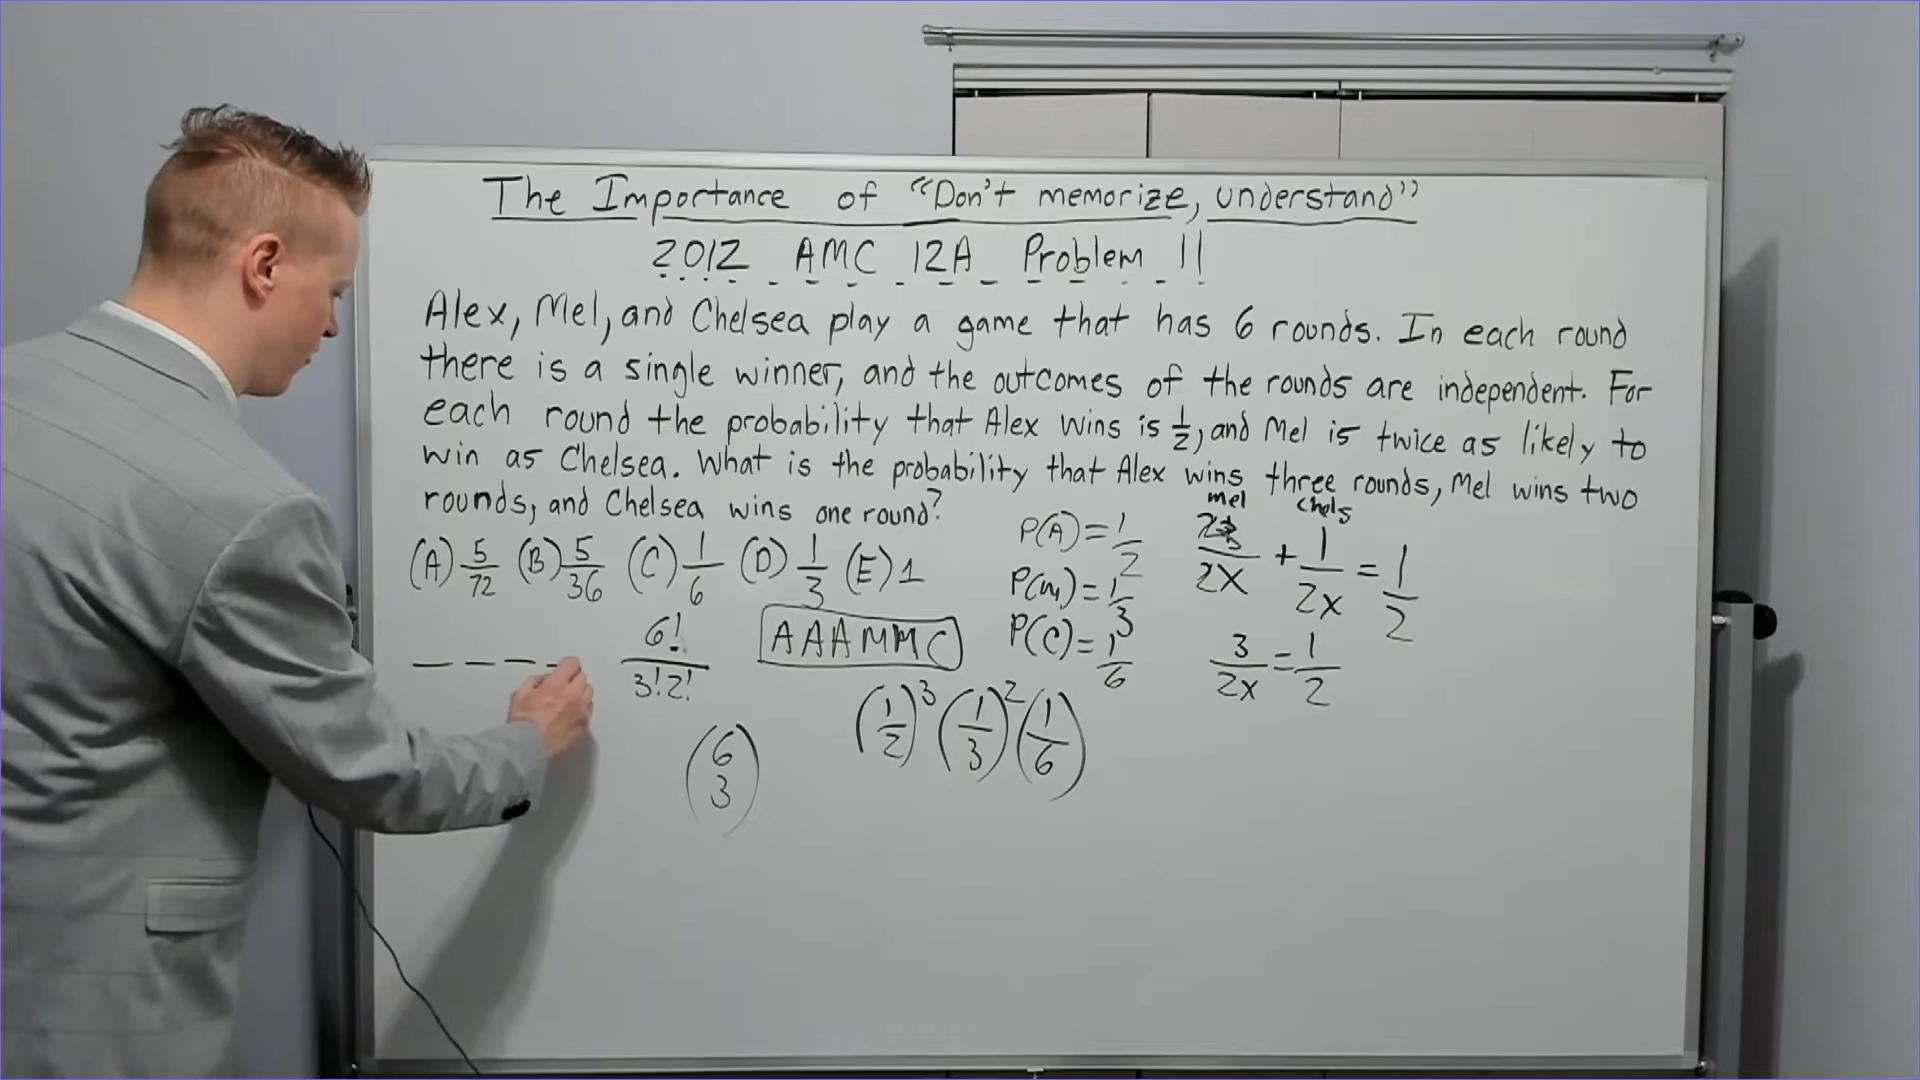 The Importance of "Don't memorize, understand"
2012 AMC 12A Problem 11
Alex, Mel, and Chelsea play a game that has 6 rounds. In each round
there is a single winner, and the outcomes of the rounds are independent. For
each round the probability that Alex wins is 1/2, and Mel is twice as likely to
win as Chelsea. What is the probability that Alex wins three rounds, Mel wins two
rounds, and Chelsea wins one round?
(A) 5/72 (B) 5/36 (C) 1/6 (D) 1/3 (E) 1
P(A) = 1/2
P(M) = 1/3
P(C) = 1/6
mel chels
2/2x + 1/2x = 1/2
3/2x = 1/2
6!/3!2!
AAAMMC
(6 3)
(1/2)^3 (1/3)^2 (1/6)